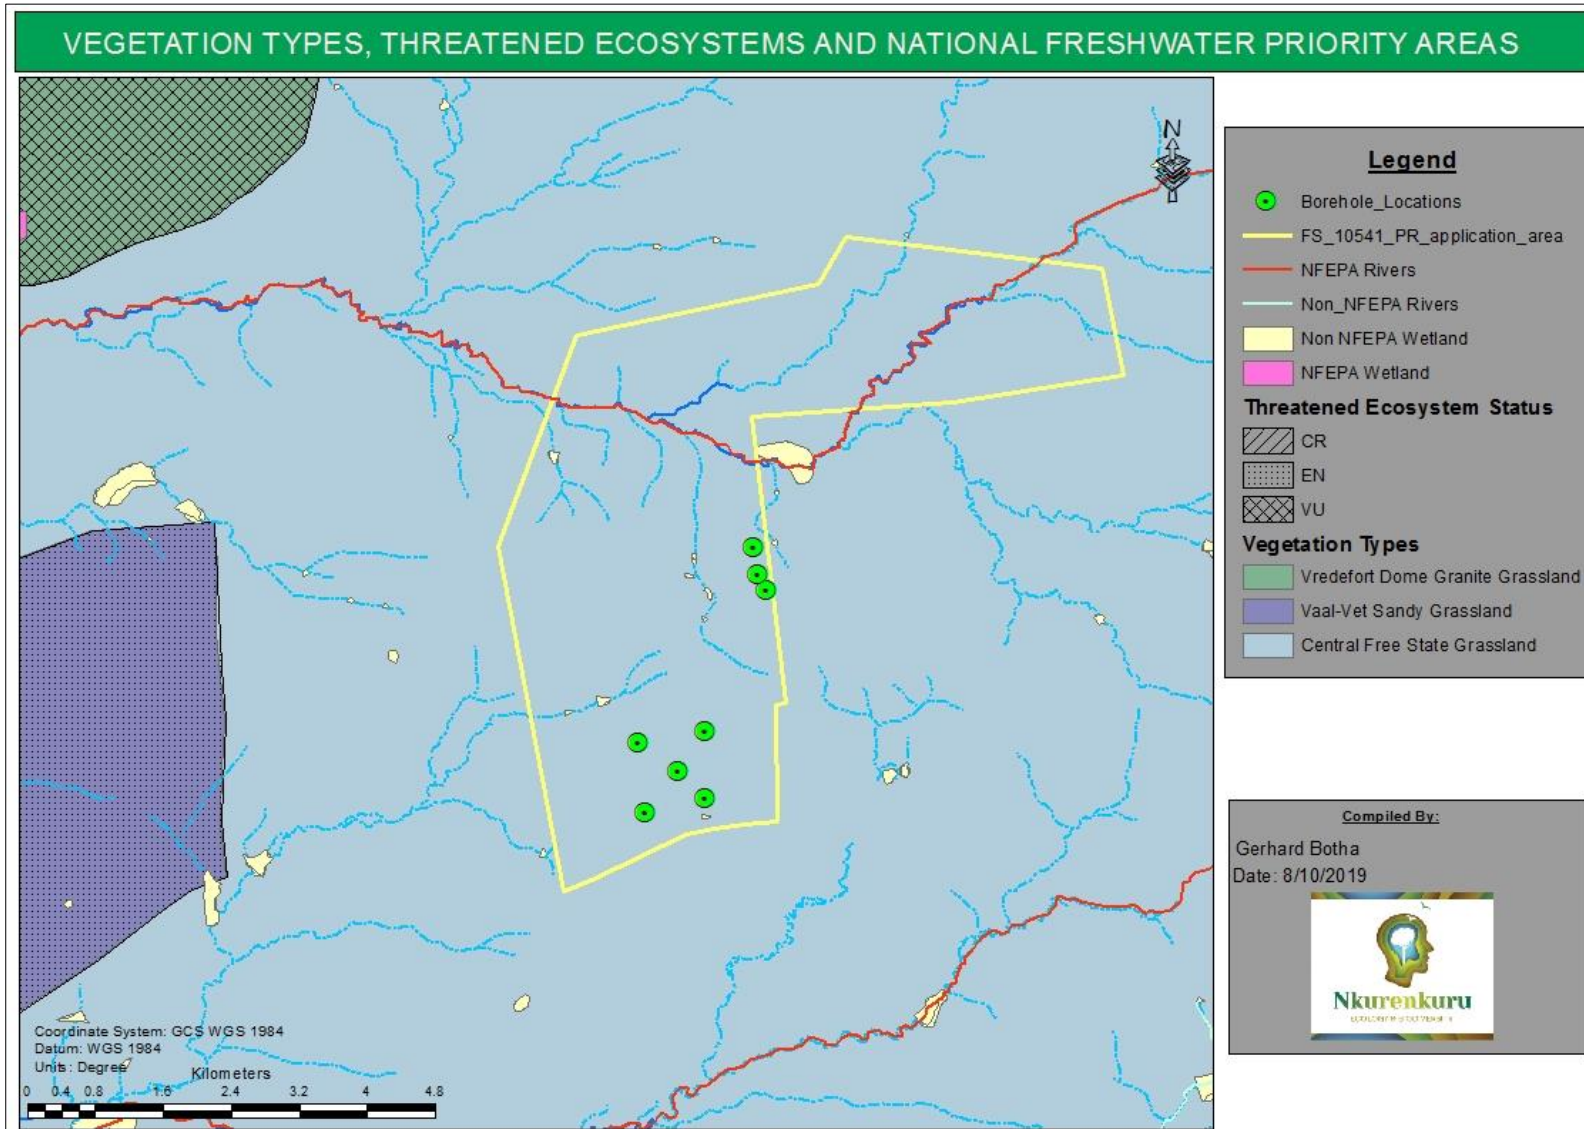 VEGETATION TYPES, THREATENED ECOSYSTEMS AND NATIONAL FRESHWATER PRIORITY AREAS
N
Legend
Borehole_Locations
FS_10541_PR_application_area
NFEPA Rivers
Non_NFEPA Rivers
Non NFEPA Wetland
NFEPA Wetland
Threatened Ecosystem Status
CR
EN
VU
Vegetation Types
Vredefort Dome Granite Grassland
Vaal-Vet Sandy Grassland
Central Free State Grassland
Compiled By:
Gerhard Botha
Date: 8/10/2019
Nkurenkuru
Coordinate System: GCS WGS 1984
Datum: WGS 1984
Units: Degree
Kilometers
0 0.4 0.8 1.6 2.4 3.2 4 4.8